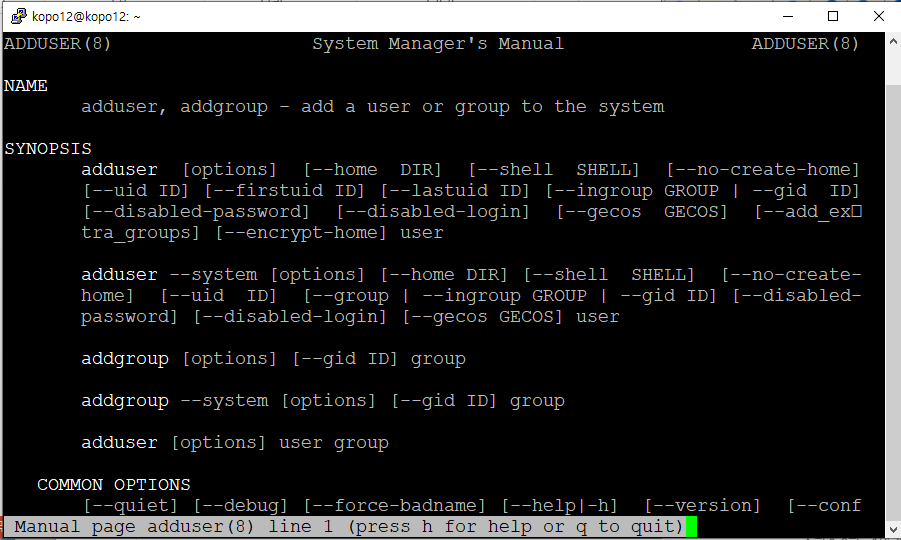 kopo12@kopo12: ~
ADDUSER(8) System Manager's Manual ADDUSER(8)
NAME
adduser, addgroup - add a user or group to the system
SYNOPSIS
adduser [options] [--home DIR] [--shell SHELL] [--no-create-home]
[--uid ID] [--firstuid ID] [--lastuid ID] [--ingroup GROUP | --gid ID]
[--disabled-password] [--disabled-login] [--gecos GECOS] [--add_ex□
tra_groups] [--encrypt-home] user
adduser --system [options] [--home DIR] [--shell SHELL] [--no-create-
home] [--uid ID] [--group | --ingroup GROUP | --gid ID] [--disabled-
password] [--disabled-login] [--gecos GECOS] user
addgroup [options] [--gid ID] group
addgroup --system [options] [--gid ID] group
adduser [options] user group
COMMON OPTIONS
[--quiet] [--debug] [--force-badname] [--help|-h] [--version] [--conf
Manual page adduser(8) line 1 (press h for help or q to quit)